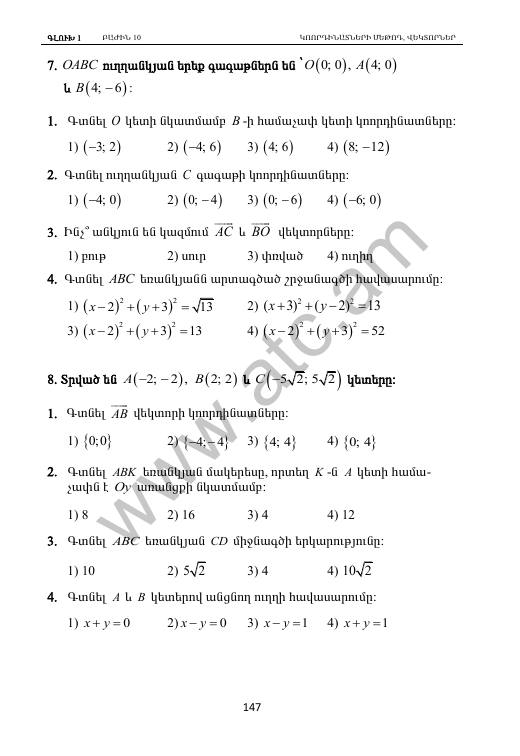 ԳԼՈՒԽ 1 ԲԱԺԻՆ 10 ԿՈՈՐԴԻՆԱՏՆԵՐԻ ՄԵԹՈԴ, ՎԵԿՏՈՐՆԵՐ
7. OABC ուղղանկյան երեք գագաթներն են՝ O(0; 0), A(4; 0)
և B(4; −6):
1. Գտնել O կետի նկատմամբ B-ի համաչափ կետի կոորդինատները:
1) (−3; 2) 2) (−4; 6) 3) (4; 6) 4) (8; −12)
2. Գտնել ուղղանկյան C գագաթի կոորդինատները:
1) (−4; 0) 2) (0; −4) 3) (0; −6) 4) (−6; 0)
3. Ի՞նչ անկյուն են կազմում AC և BO վեկտորները:
1) բութ 2) սուր 3) փռված 4) ուղիղ
4. Գտնել ABC եռանկյանն արտագծած շրջանագծի հավասարումը:
1) (x−2)²+(y+3)²=√13 2) (x+3)²+(y−2)²=13
3) (x−2)²+(y+3)²=13 4) (x−2)²+(y+3)²=52
8. Տրված են A(−2; −2), B(2; 2) և C(−5√2; 5√2) կետերը:
1. Գտնել AB վեկտորի կոորդինատները:
1) {0;0} 2) {−4;−4} 3) {4; 4} 4) {0; 4}
2. Գտնել ABK եռանկյան մակերեսը, որտեղ K-ն A կետի համա-
չափն է Oy առանցքի նկատմամբ:
1) 8 2) 16 3) 4 4) 12
3. Գտնել ABC եռանկյան CD միջնագծի երկարությունը:
1) 10 2) 5√2 3) 4 4) 10√2
4. Գտնել A և B կետերով անցնող ուղղի հավասարումը:
1) x+y=0 2) x−y=0 3) x−y=1 4) x+y=1
www.atc.am
147